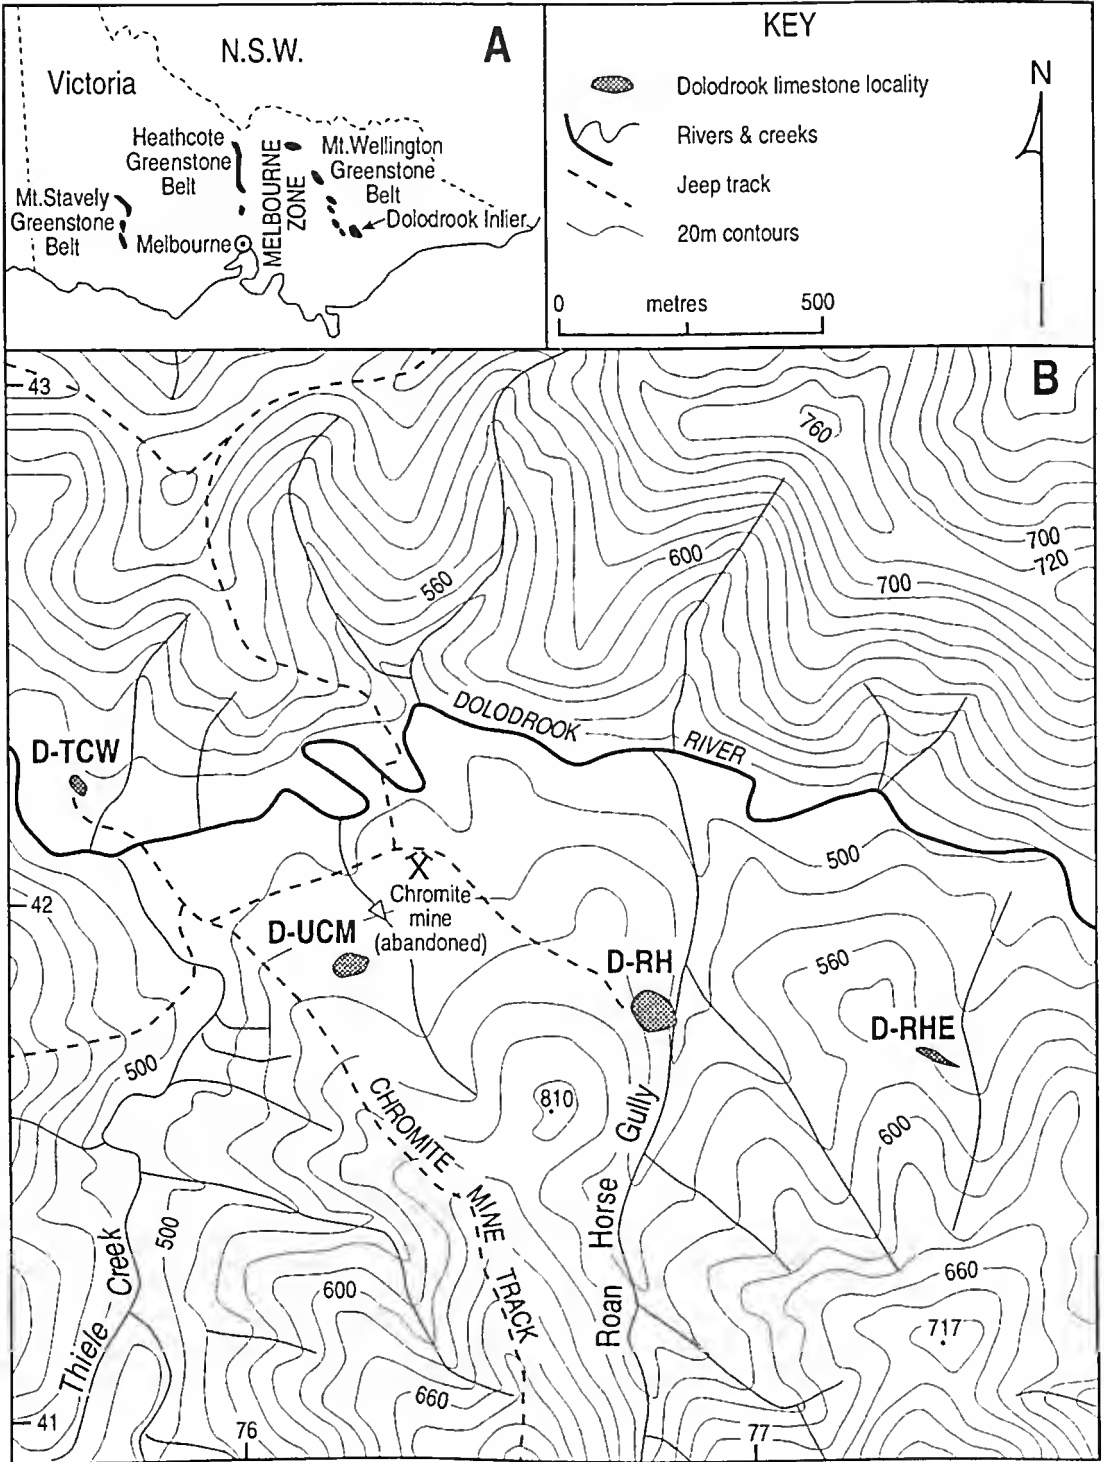 A
N.S.W.
Victoria
Heathcote
Greenstone
Belt
MELBOURNE
ZONE
Mt.Wellington
Greenstone
Belt
Mt.Stavely
Greenstone
Belt
Dolodrook Inlier
Melbourne
KEY
Dolodrook limestone locality
Rivers & creeks
Jeep track
20m contours
0 metres 500
N
B
43
760
700
720
600
560
700
DOLODROOK
RIVER
D-TCW
500
42
Chromite
mine
(abandoned)
D-UCM
D-RH
560
D-RHE
500
810
600
CHROMITE
MINE
TRACK
Roan Horse Gully
500
Thiele Creek
600
660
717
660
41
76
77